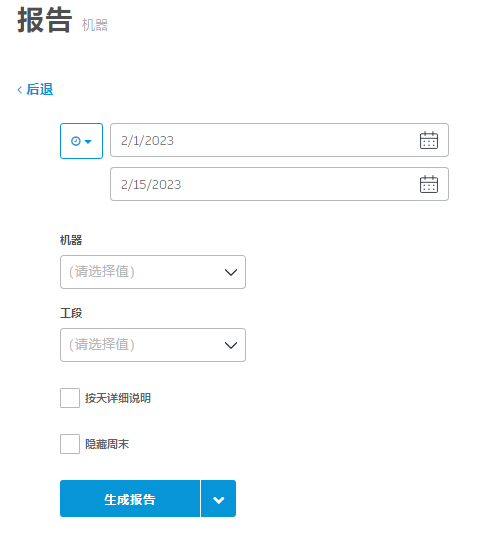 报告 机器
后退
2/1/2023
2/15/2023
机器
(请选择值)
工段
(请选择值)
按天详细说明
隐藏周末
生成报告